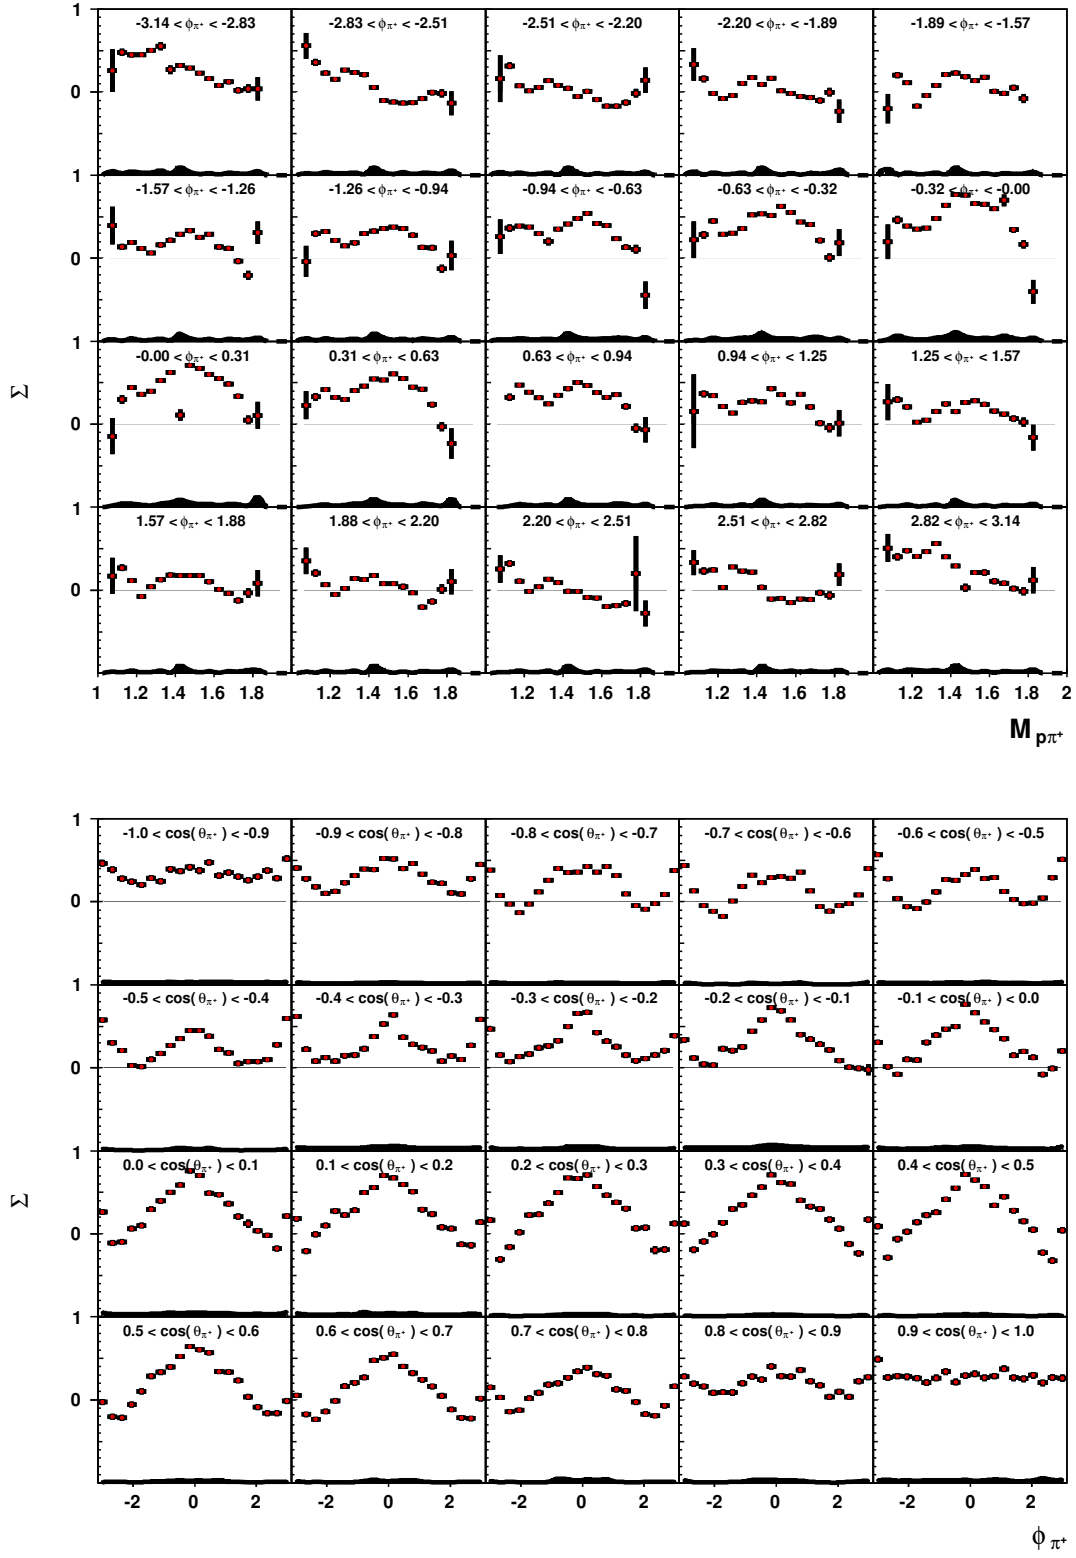 1
-3.14 < ϕπ+ < -2.83
-2.83 < ϕπ+ < -2.51
-2.51 < ϕπ+ < -2.20
-2.20 < ϕπ+ < -1.89
-1.89 < ϕπ+ < -1.57
0
1
-1.57 < ϕπ+ < -1.26
-1.26 < ϕπ+ < -0.94
-0.94 < ϕπ+ < -0.63
-0.63 < ϕπ+ < -0.32
-0.32 < ϕπ+ < -0.00
0
1
-0.00 < ϕπ+ < 0.31
0.31 < ϕπ+ < 0.63
0.63 < ϕπ+ < 0.94
0.94 < ϕπ+ < 1.25
1.25 < ϕπ+ < 1.57
Σ
0
1
1.57 < ϕπ+ < 1.88
1.88 < ϕπ+ < 2.20
2.20 < ϕπ+ < 2.51
2.51 < ϕπ+ < 2.82
2.82 < ϕπ+ < 3.14
0
1 1.2 1.4 1.6 1.8 1.2 1.4 1.6 1.8 1.2 1.4 1.6 1.8 1.2 1.4 1.6 1.8 1.2 1.4 1.6 1.8 2
M pπ+
1
-1.0 < cos(θπ+) < -0.9
-0.9 < cos(θπ+) < -0.8
-0.8 < cos(θπ+) < -0.7
-0.7 < cos(θπ+) < -0.6
-0.6 < cos(θπ+) < -0.5
0
1
-0.5 < cos(θπ+) < -0.4
-0.4 < cos(θπ+) < -0.3
-0.3 < cos(θπ+) < -0.2
-0.2 < cos(θπ+) < -0.1
-0.1 < cos(θπ+) < 0.0
0
1
0.0 < cos(θπ+) < 0.1
0.1 < cos(θπ+) < 0.2
0.2 < cos(θπ+) < 0.3
0.3 < cos(θπ+) < 0.4
0.4 < cos(θπ+) < 0.5
Σ
0
1
0.5 < cos(θπ+) < 0.6
0.6 < cos(θπ+) < 0.7
0.7 < cos(θπ+) < 0.8
0.8 < cos(θπ+) < 0.9
0.9 < cos(θπ+) < 1.0
0
-2 0 2 -2 0 2 -2 0 2 -2 0 2 -2 0 2
ϕ π+